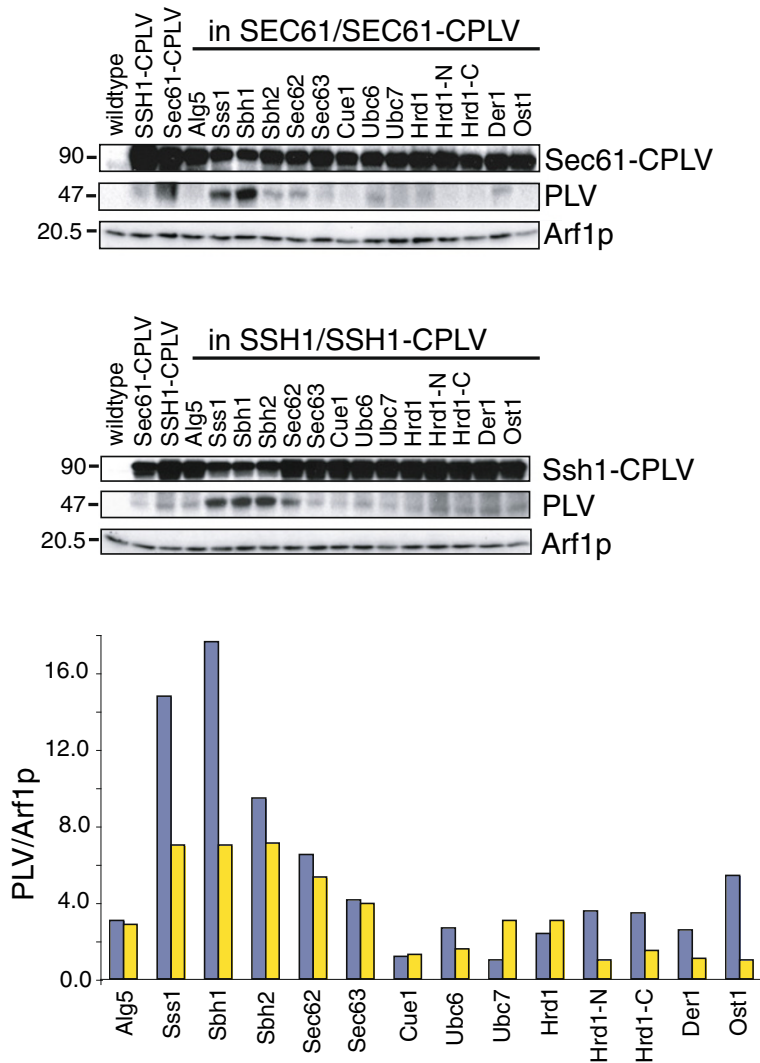 in SEC61/SEC61-CPLV
wildtype
SSH1-CPLV
Sec61-CPLV
Alg5
Sss1
Sbh1
Sbh2
Sec62
Sec63
Cue1
Ubc6
Ubc7
Hrd1
Hrd1-N
Hrd1-C
Der1
Ost1
90
Sec61-CPLV
47
PLV
20.5
Arf1p
in SSH1/SSH1-CPLV
wildtype
Sec61-CPLV
SSH1-CPLV
Alg5
Sss1
Sbh1
Sbh2
Sec62
Sec63
Cue1
Ubc6
Ubc7
Hrd1
Hrd1-N
Hrd1-C
Der1
Ost1
90
Ssh1-CPLV
47
PLV
20.5
Arf1p
PLV/Arf1p
16.0
12.0
8.0
4.0
0.0
Alg5
Sss1
Sbh1
Sbh2
Sec62
Sec63
Cue1
Ubc6
Ubc7
Hrd1
Hrd1-N
Hrd1-C
Der1
Ost1